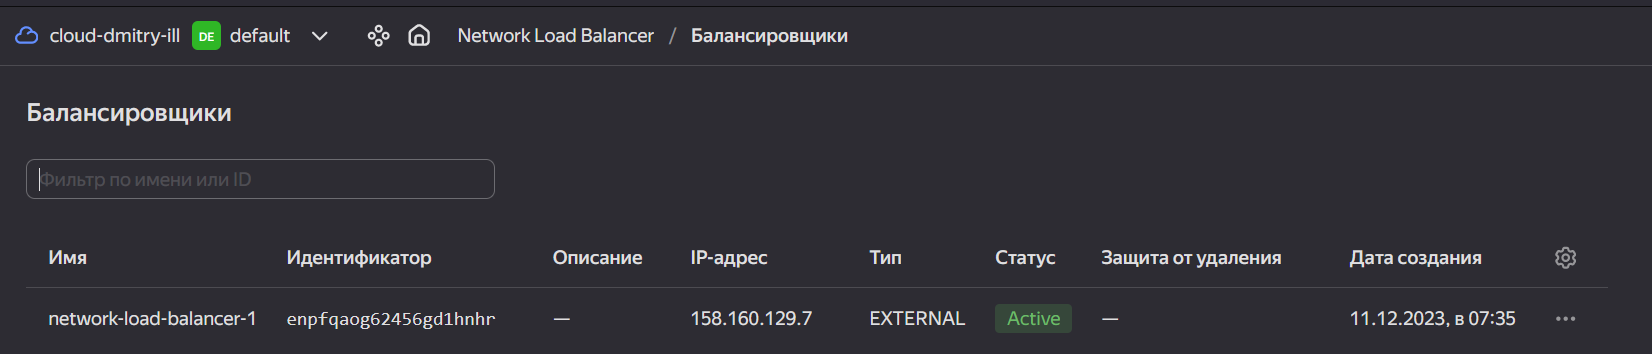 cloud-dmitry-ill DE default Network Load Balancer / Балансировщики
Балансировщики
Фильтр по имени или ID
Имя Идентификатор Описание IP-адрес Тип Статус Защита от удаления Дата создания
network-load-balancer-1 enpfqaog62456gd1hnhr — 158.160.129.7 EXTERNAL Active — 11.12.2023, в 07:35